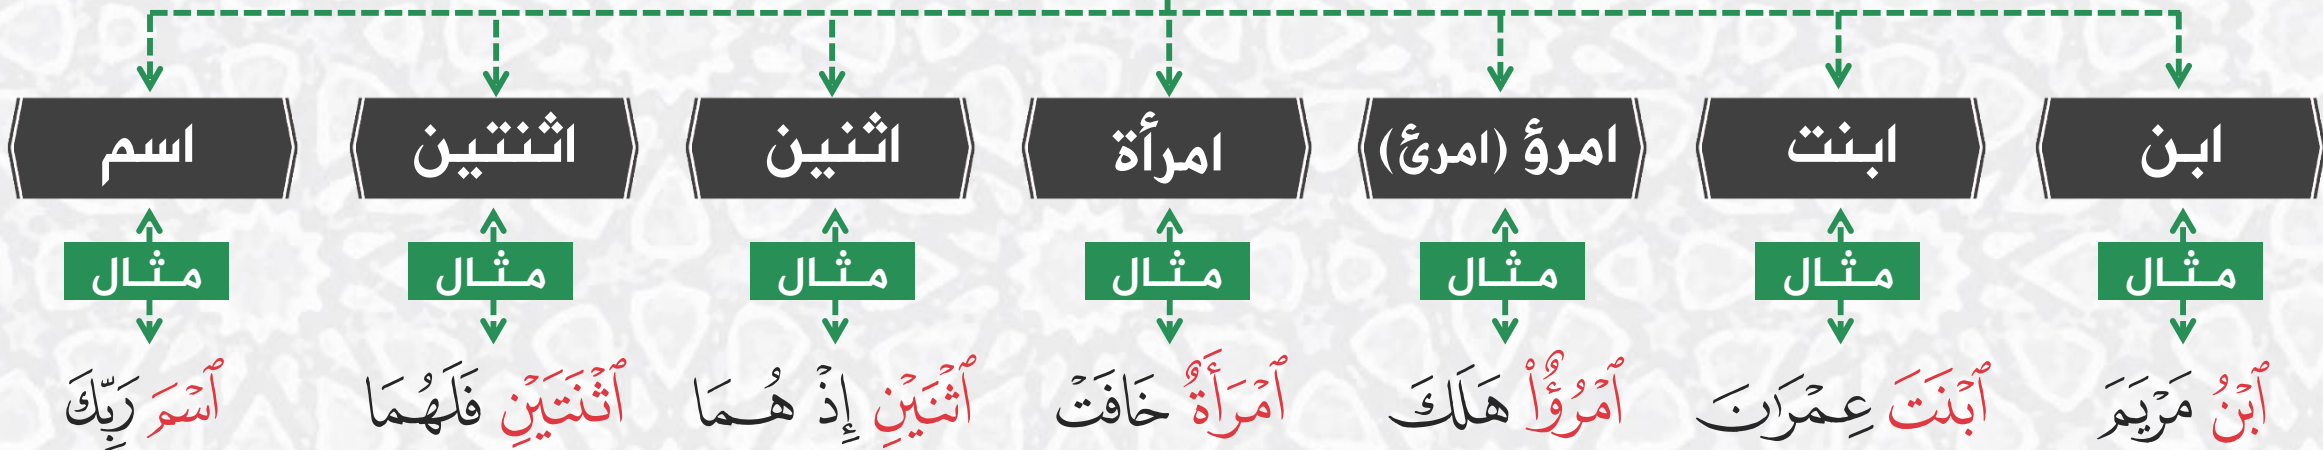 ابن ابنت امرؤ (امرئ) امرأة اثنين اثنتين اسم
مثال مثال مثال مثال مثال مثال مثال
ٱبۡنُ مَرۡيَمَ ٱبۡنَتَ عِمۡرَٰنَ ٱمۡرُؤٌاْ هَلَكَ ٱمۡرَأَةٌ خَافَتۡ ٱثۡنَيۡنِ إِذۡ هُمَا ٱثۡنَتَيۡنِ فَلَهُمَا ٱسۡمَ رَبِّكَ